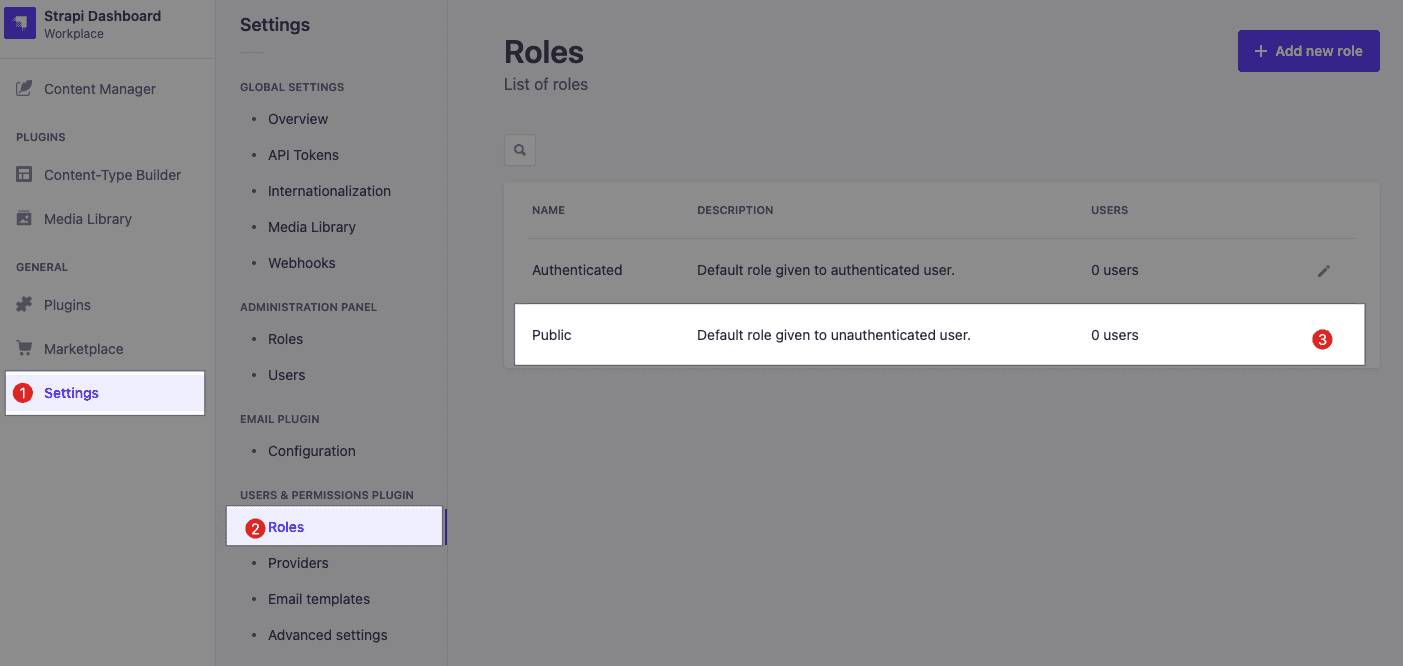 Strapi Dashboard
Workplace
Content Manager
PLUGINS
Content-Type Builder
Media Library
GENERAL
Plugins
Marketplace
1 Settings
Settings
GLOBAL SETTINGS
Overview
API Tokens
Internationalization
Media Library
Webhooks
ADMINISTRATION PANEL
Roles
Users
EMAIL PLUGIN
Configuration
USERS & PERMISSIONS PLUGIN
2 Roles
Providers
Email templates
Advanced settings
Roles
List of roles
Add new role
NAME DESCRIPTION USERS
Authenticated Default role given to authenticated user. 0 users
Public Default role given to unauthenticated user. 0 users 3